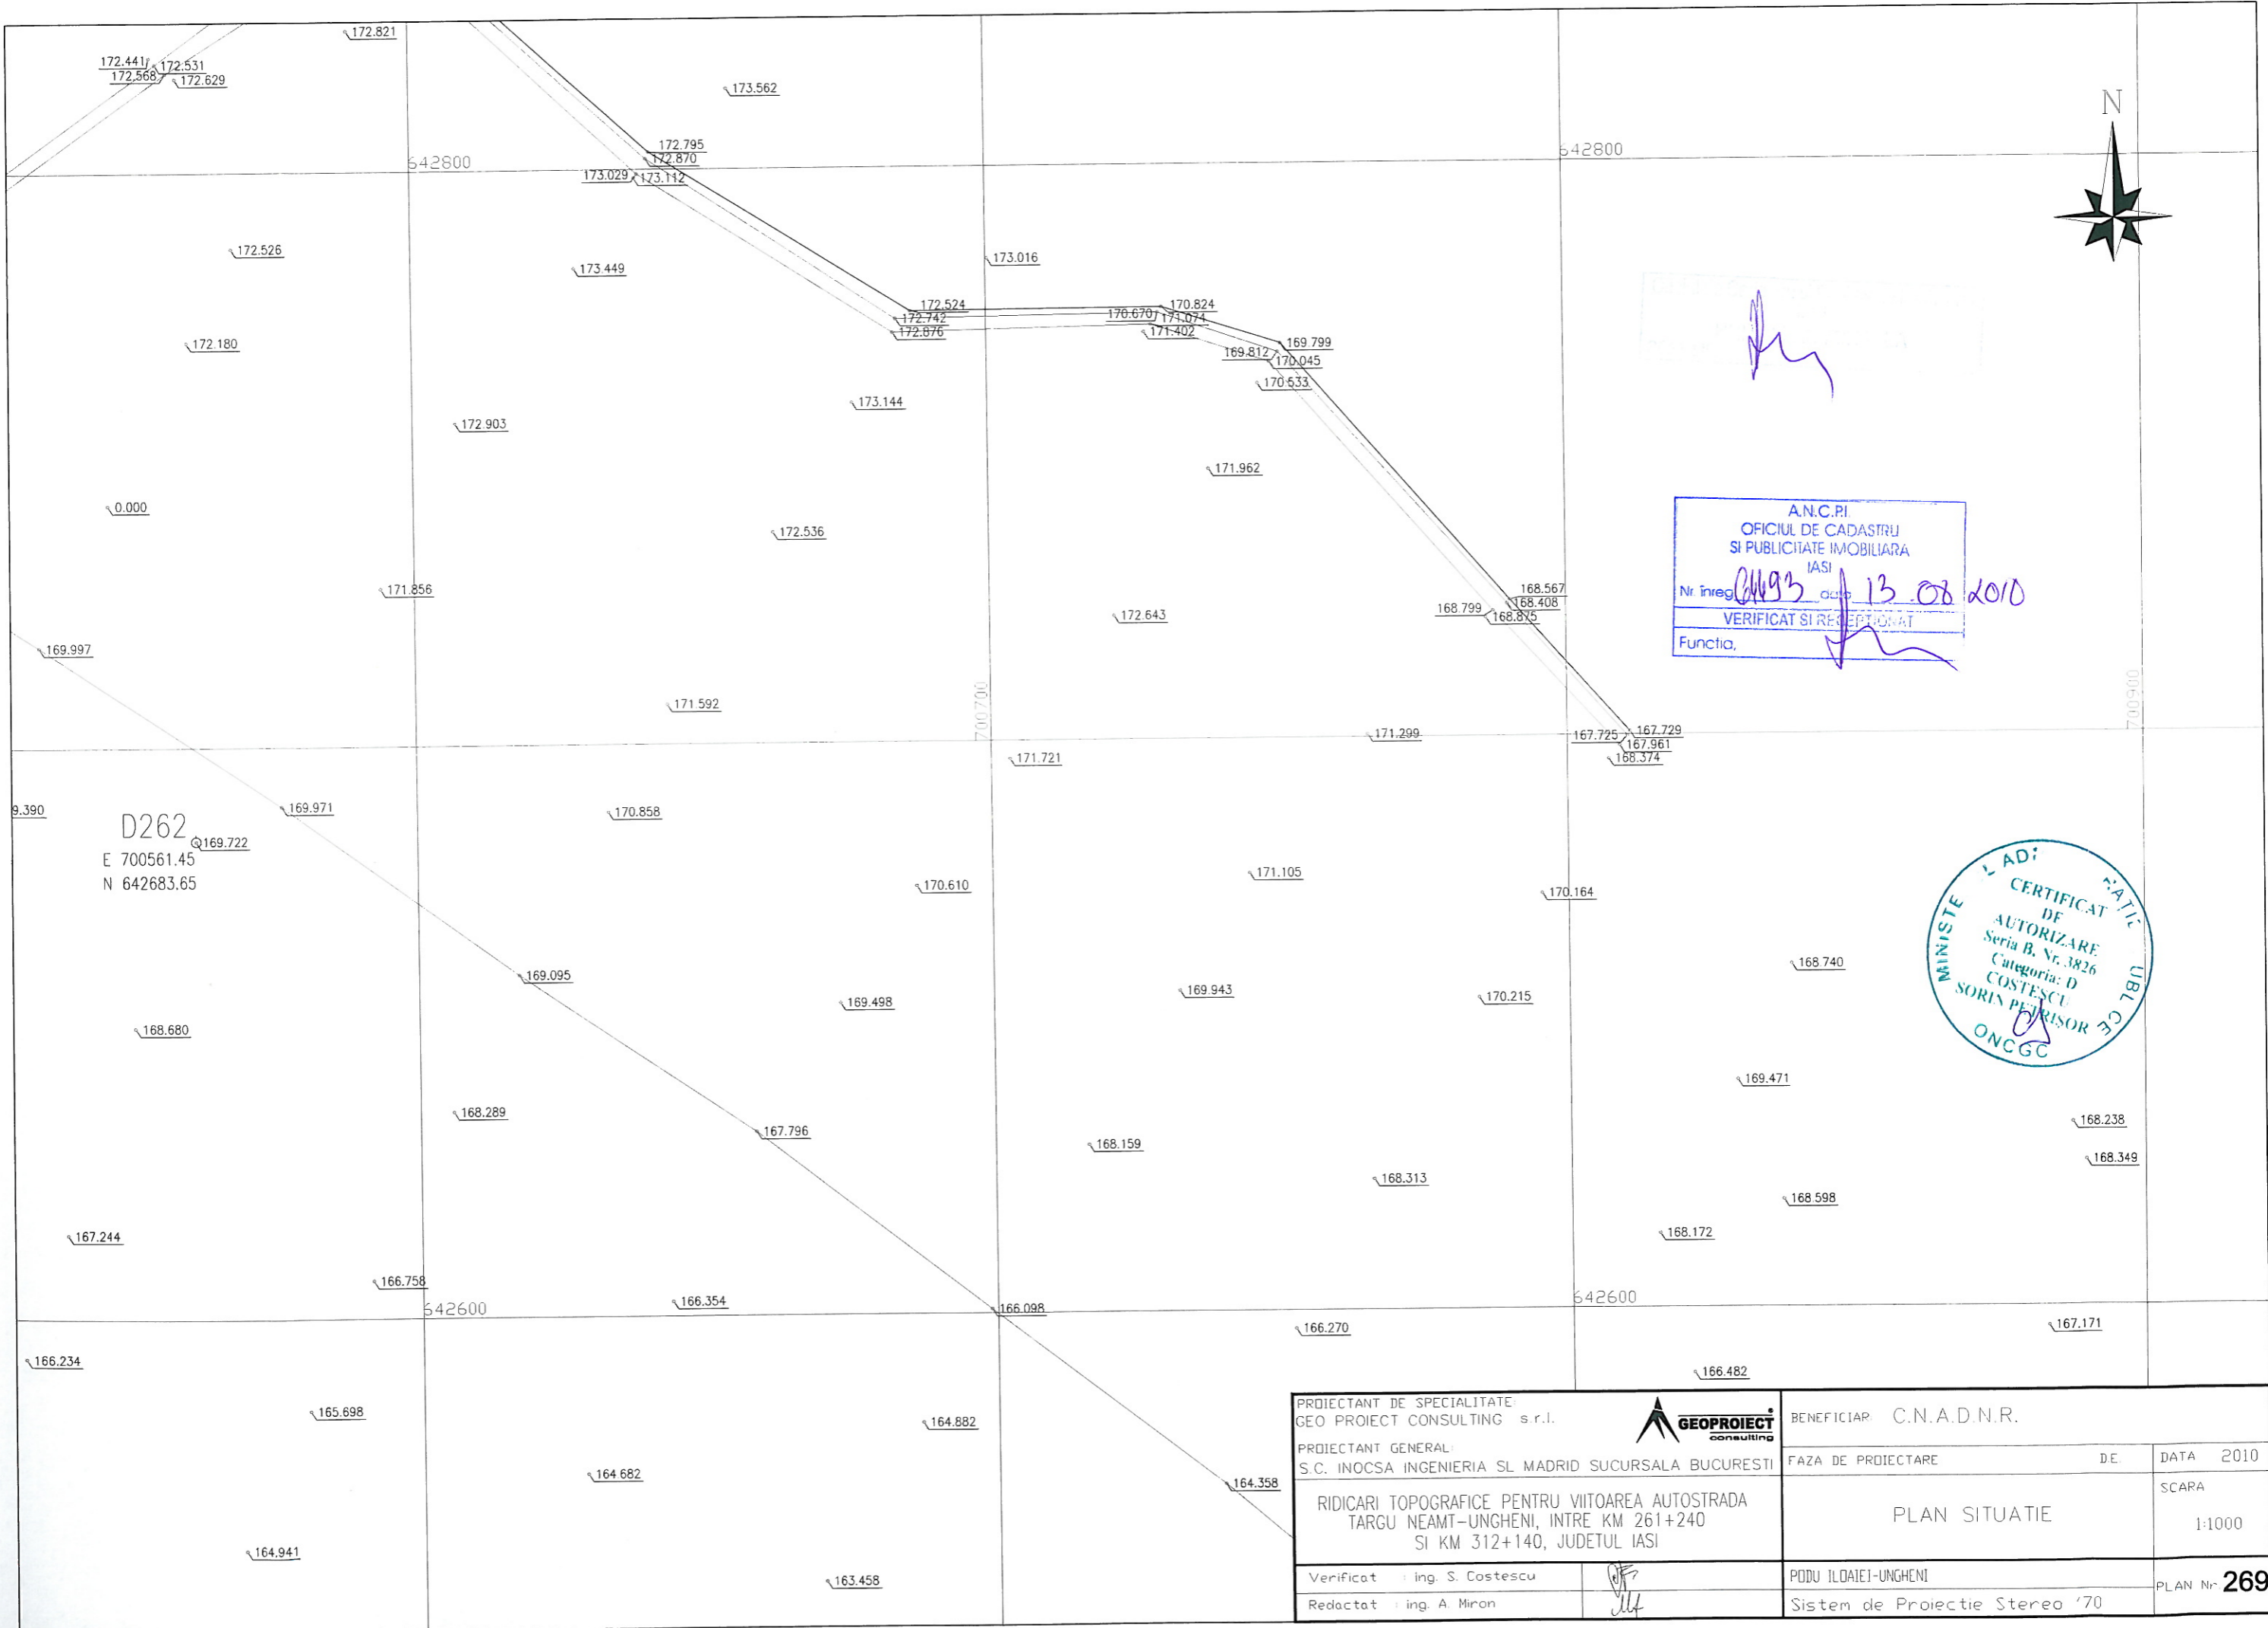 172.821
172.441
172.531
172.568
172.629
173.562
N
172.795
172.870
642800
642800
173.029
173.112
172.526
173.449
173.016
172.524
170.824
172.742
170.670
171.074
172.876
171.402
172.180
169.799
169.812
170.045
170.533
173.144
172.903
171.962
0.000
172.536
A.N.C.P.I.
OFICIUL DE CADASTRU
SI PUBLICITATE IMOBILIARA
IASI
Nr. înreg. data 13.08.2010
VERIFICAT SI RECEPTIONAT
Functia,
171.856
168.567
168.408
168.799
168.875
172.643
169.997
700700
700900
171.592
171.299
167.725
167.729
167.961
168.374
171.721
9.390
169.971
170.858
D262
169.722
E 700561.45
N 642683.65
170.610
171.105
170.164
CERTIFICAT
DE
AUTORIZARE
Seria B, Nr. 3826
Categoria: D
COSTESCU
SORIN PETRISOR
ONCGC
169.095
169.498
169.943
170.215
168.740
168.680
169.471
168.289
167.796
168.159
168.238
168.349
168.313
168.598
167.244
168.172
166.758
642600
166.354
166.098
642600
166.270
167.171
166.234
166.482
165.698
164.882
164.682
164.358
164.941
163.458
PROIECTANT DE SPECIALITATE:
GEO PROIECT CONSULTING s.r.l.
GEOPROIECT
consulting
PROIECTANT GENERAL:
S.C. INOCSA INGENIERIA SL MADRID SUCURSALA BUCURESTI
RIDICARI TOPOGRAFICE PENTRU VIITOAREA AUTOSTRADA
TARGU NEAMT-UNGHENI, INTRE KM 261+240
SI KM 312+140, JUDETUL IASI
Verificat : ing. S. Costescu
Redactat : ing. A. Miron
BENEFICIAR: C.N.A.D.N.R.
FAZA DE PROIECTARE D.E.
DATA 2010
PLAN SITUATIE
SCARA
1:1000
PODU ILOAIEI-UNGHENI
Sistem de Proiectie Stereo '70
PLAN Nr. 269